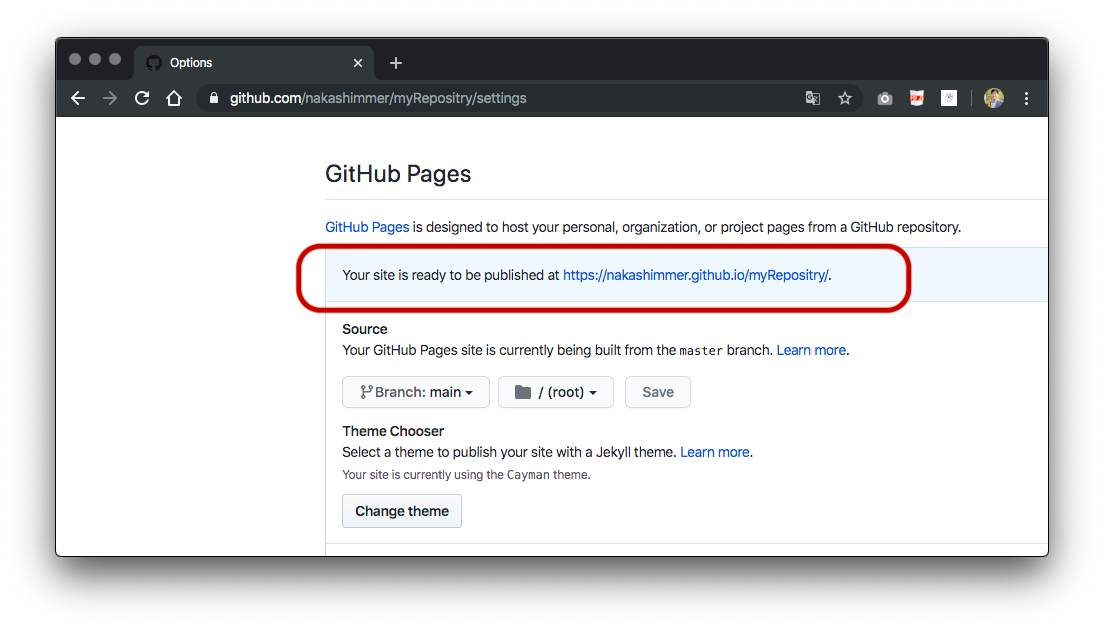 Options
github.com/nakashimmer/myRepositry/settings
GitHub Pages
GitHub Pages is designed to host your personal, organization, or project pages from a GitHub repository.
Your site is ready to be published at https://nakashimmer.github.io/myRepositry/.
Source
Your GitHub Pages site is currently being built from the master branch. Learn more.
Branch: main / (root) Save
Theme Chooser
Select a theme to publish your site with a Jekyll theme. Learn more.
Your site is currently using the Cayman theme.
Change theme